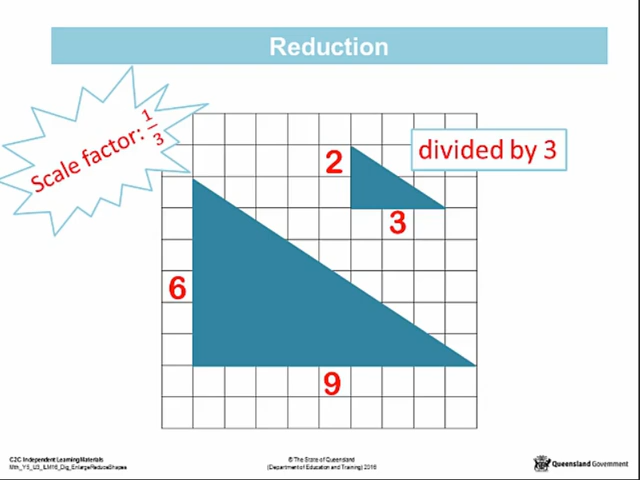 Reduction
Scale factor: 1/3
divided by 3
2
3
6
9
C2C Independent Learning Materials
Mth_Y5_U3_ILM16_Dig_EnlargeReduceShapes
© The State of Queensland
(Department of Education and Training) 2016
Queensland Government